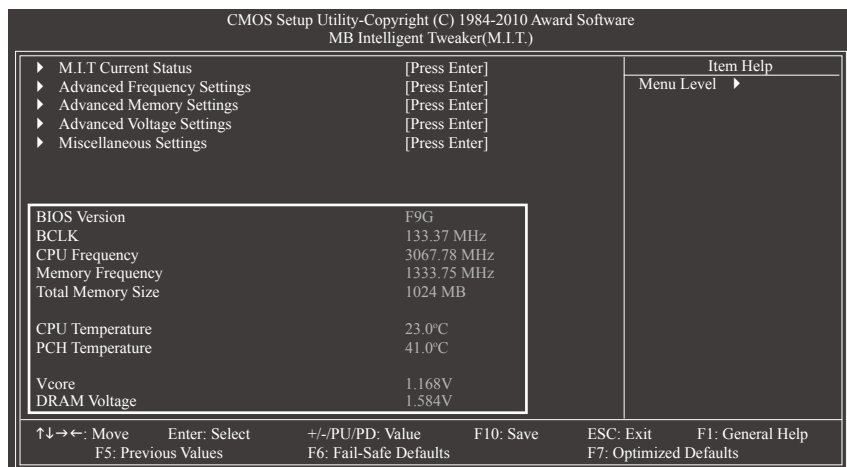 CMOS Setup Utility-Copyright (C) 1984-2010 Award Software
MB Intelligent Tweaker(M.I.T.)
▶ M.I.T Current Status [Press Enter]
▶ Advanced Frequency Settings [Press Enter]
▶ Advanced Memory Settings [Press Enter]
▶ Advanced Voltage Settings [Press Enter]
▶ Miscellaneous Settings [Press Enter]
Item Help
Menu Level ▶
BIOS Version F9G
BCLK 133.37 MHz
CPU Frequency 3067.78 MHz
Memory Frequency 1333.75 MHz
Total Memory Size 1024 MB
CPU Temperature 23.0°C
PCH Temperature 41.0°C
Vcore 1.168V
DRAM Voltage 1.584V
↑↓→←: Move Enter: Select +/-/PU/PD: Value F10: Save ESC: Exit F1: General Help
F5: Previous Values F6: Fail-Safe Defaults F7: Optimized Defaults